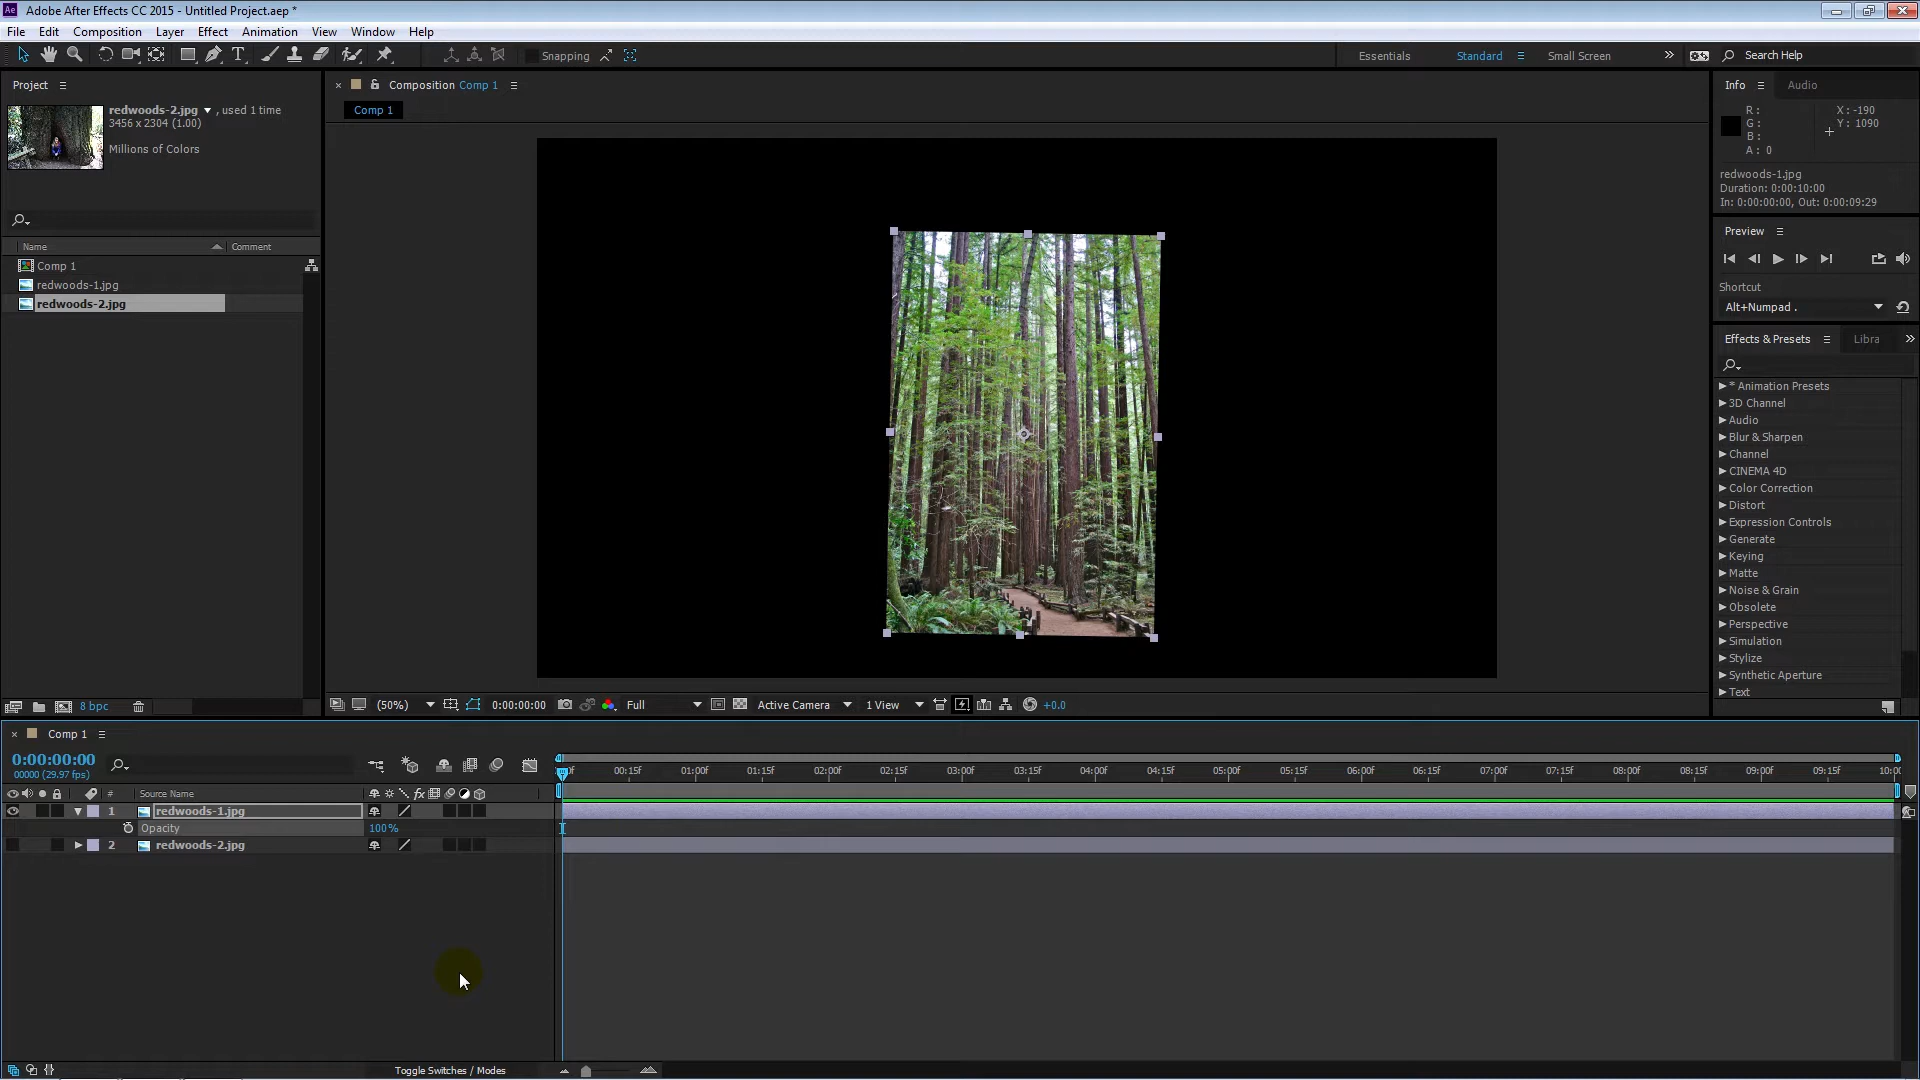 Ae Adobe After Effects CC 2015 - Untitled Project.aep *
File Edit Composition Layer Effect Animation View Window Help
Snapping Essentials Standard Small Screen Search Help
Project
redwoods-2.jpg , used 1 time
3456 x 2304 (1.00)
Millions of Colors
Name Comment
Comp 1
redwoods-1.jpg
redwoods-2.jpg
8 bpc
Composition Comp 1
Comp 1
(50%) 0:00:00:00 Full Active Camera 1 View +0.0
Info Audio
R :
G :
B :
A : 0
X : -190
Y : 1090
redwoods-1.jpg
Duration: 0:00:10:00
In: 0:00:00:00, Out: 0:00:09:29
Preview
Shortcut
Alt+Numpad .
Effects & Presets Libra
* Animation Presets
3D Channel
Audio
Blur & Sharpen
Channel
CINEMA 4D
Color Correction
Distort
Expression Controls
Generate
Keying
Matte
Noise & Grain
Obsolete
Perspective
Simulation
Stylize
Synthetic Aperture
Text
Comp 1
0:00:00:00
00000 (29.97 fps)
00:15f 01:00f 01:15f 02:00f 02:15f 03:00f 03:15f 04:00f 04:15f 05:00f 05:15f 06:00f 06:15f 07:00f 07:15f 08:00f 08:15f 09:00f 09:15f 10:00
# Source Name fx
1 redwoods-1.jpg
Opacity 100%
2 redwoods-2.jpg
Toggle Switches / Modes